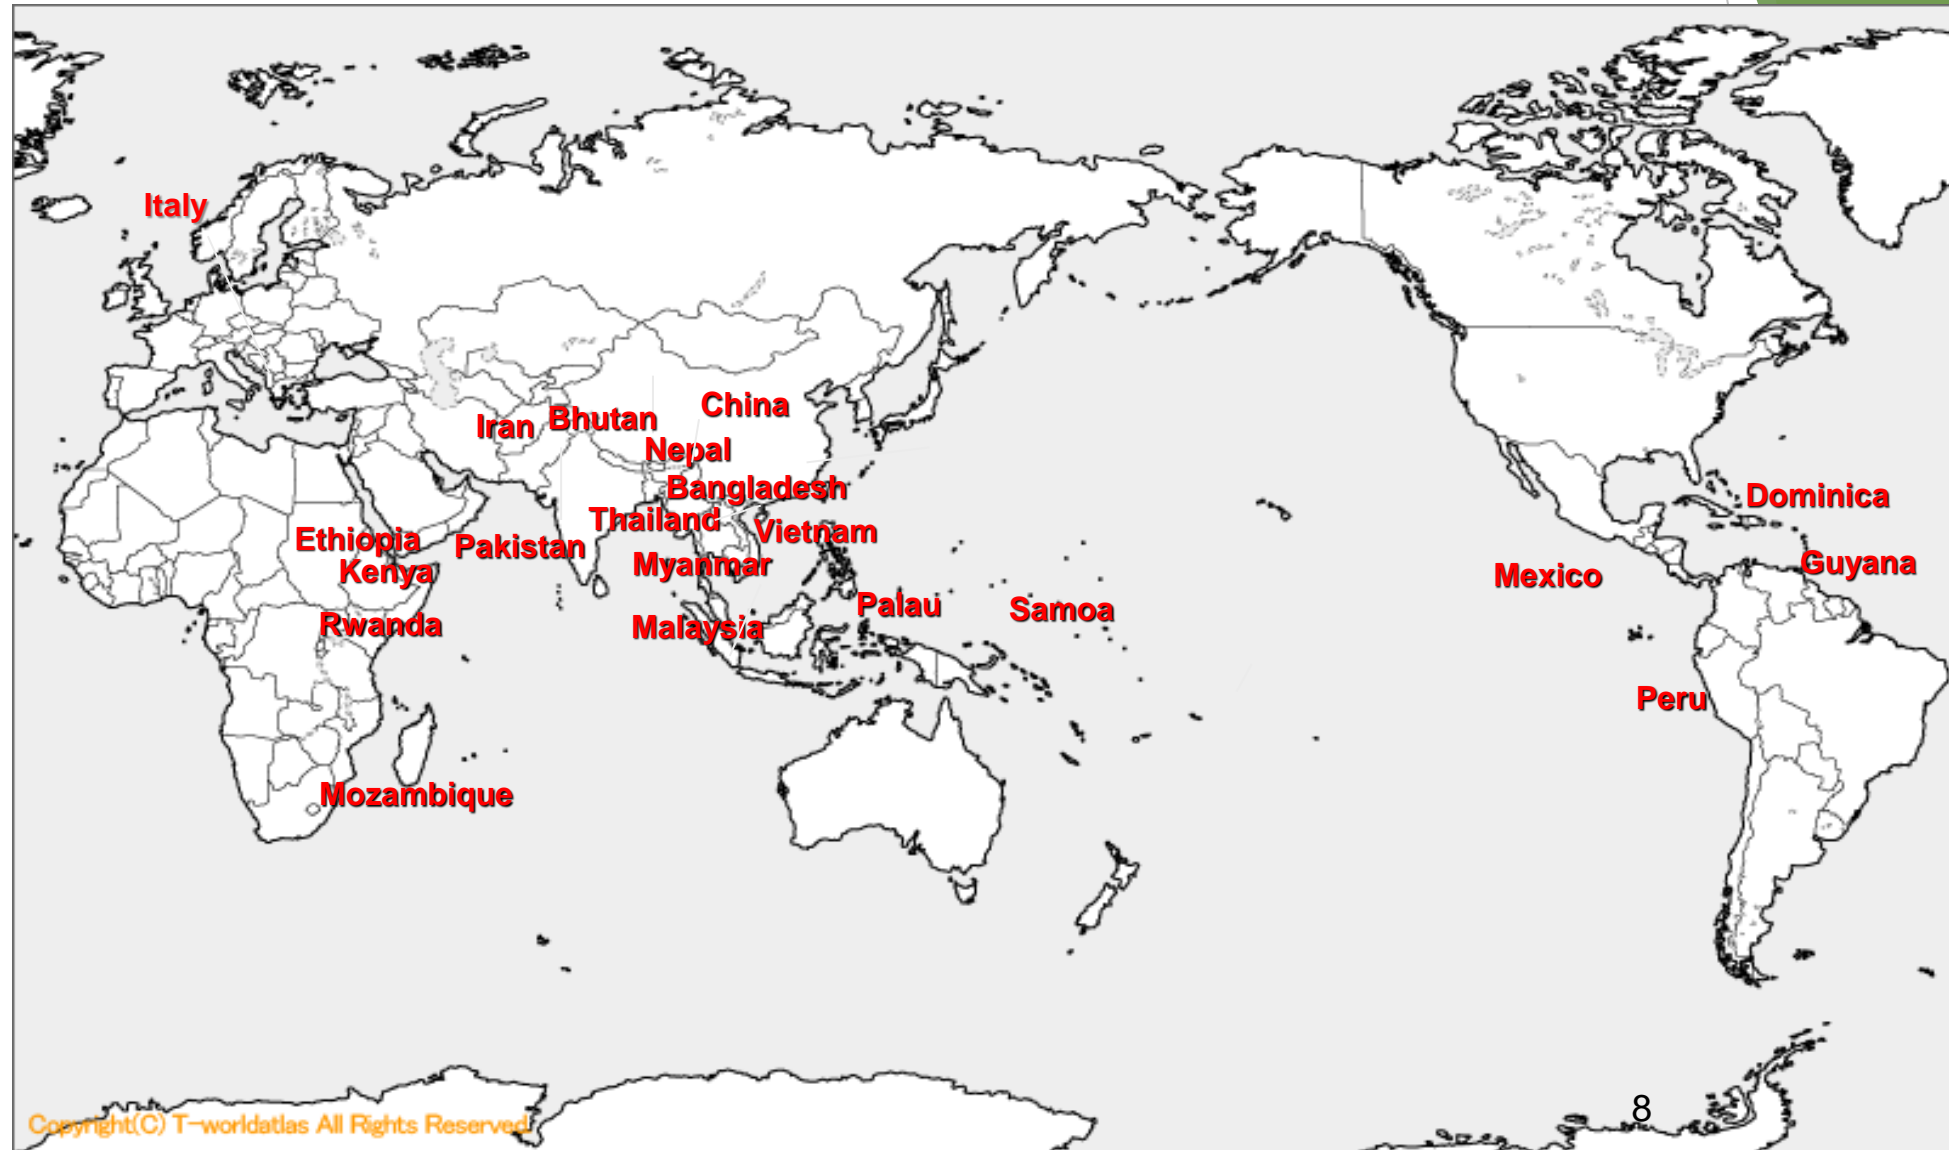 Italy
China
Bhutan
Iran
Nepal
Bangladesh
Dominica
Thailand
Vietnam
Ethiopia
Pakistan
Myanmar
Guyana
Kenya
Mexico
Palau
Samoa
Rwanda
Malaysia
Peru
Mozambique
8
Copyright(C) T-worldatlas All Rights Reserved